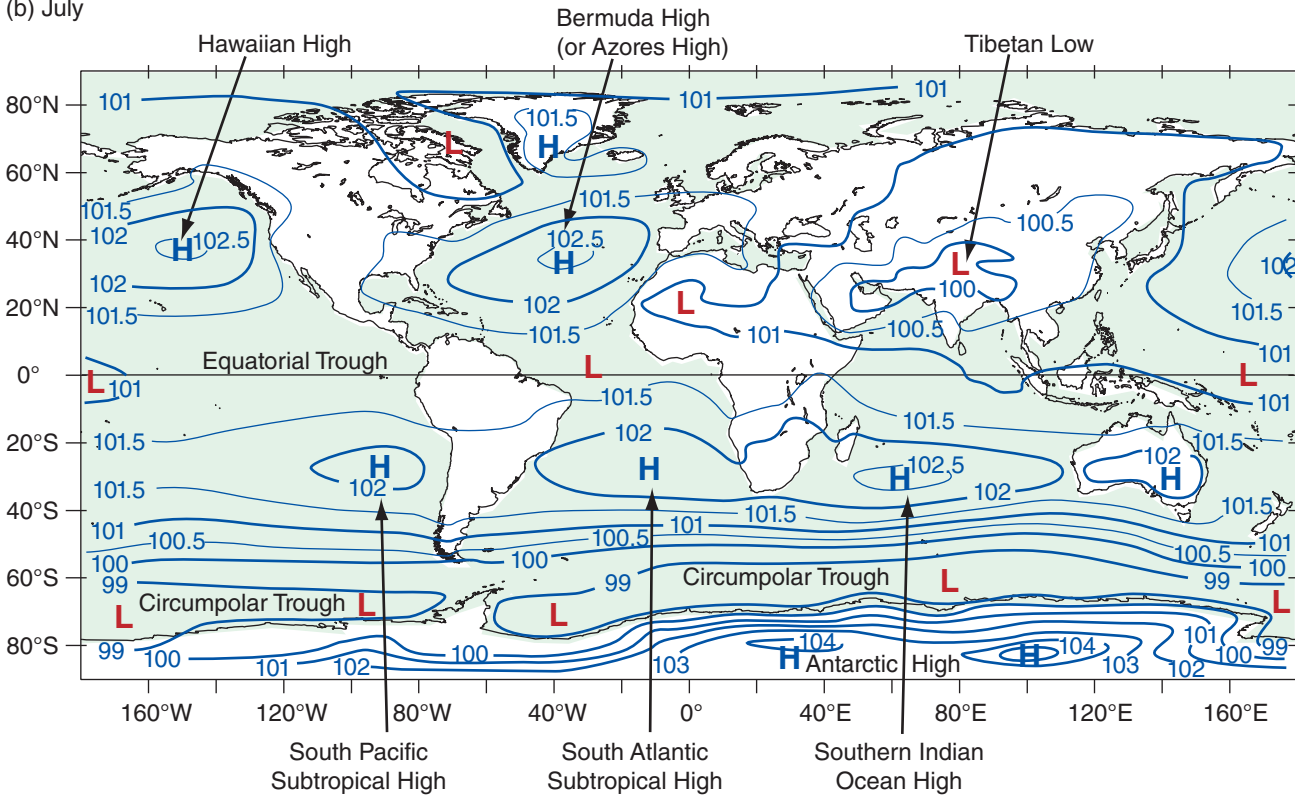 (b) July
Bermuda High
(or Azores High)
Hawaiian High
Tibetan Low
80°N
101
101
101
101.5
H
L
60°N
101.5
101.5
100.5
102
102.5
H
102.5
H
40°N
L
102
102
100
102
20°N
L
101.5
101.5
101
100.5
101.5
101
Equatorial Trough
L
0°
L
101
L
101
101.5
101.5
101.5
102
101.5
20°S
H
102
H
102.5
H
102
H
101.5
102
101.5
101.5
40°S
101
101
101
100.5
100.5
100.5
100
100
100
60°S
99
99
Circumpolar Trough
L
99
L
Circumpolar Trough
L
L
L
80°S
99
100
101
102
100
103
104
H
Antarctic High
H
104
103
102
101
100
99
160°W
120°W
80°W
40°W
0°
40°E
80°E
120°E
160°E
South Pacific
Subtropical High
South Atlantic
Subtropical High
Southern Indian
Ocean High